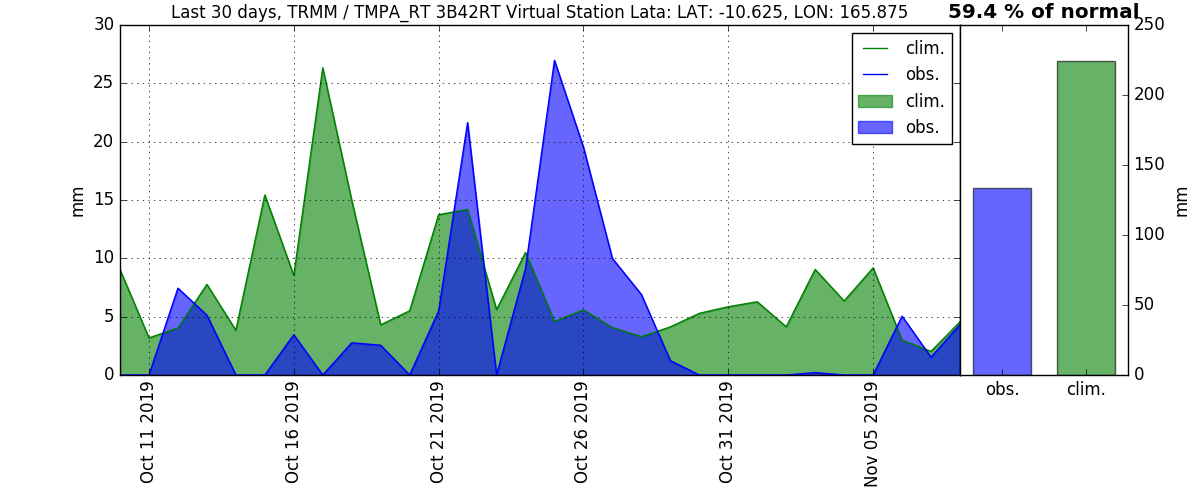 Last 30 days, TRMM / TMPA_RT 3B42RT Virtual Station Lata: LAT: -10.625, LON: 165.875
59.4 % of normal
30
25
20
15
10
5
0
mm
clim.
obs.
clim.
obs.
Oct 11 2019
Oct 16 2019
Oct 21 2019
Oct 26 2019
Oct 31 2019
Nov 05 2019
250
200
150
100
50
0
mm
obs.
clim.